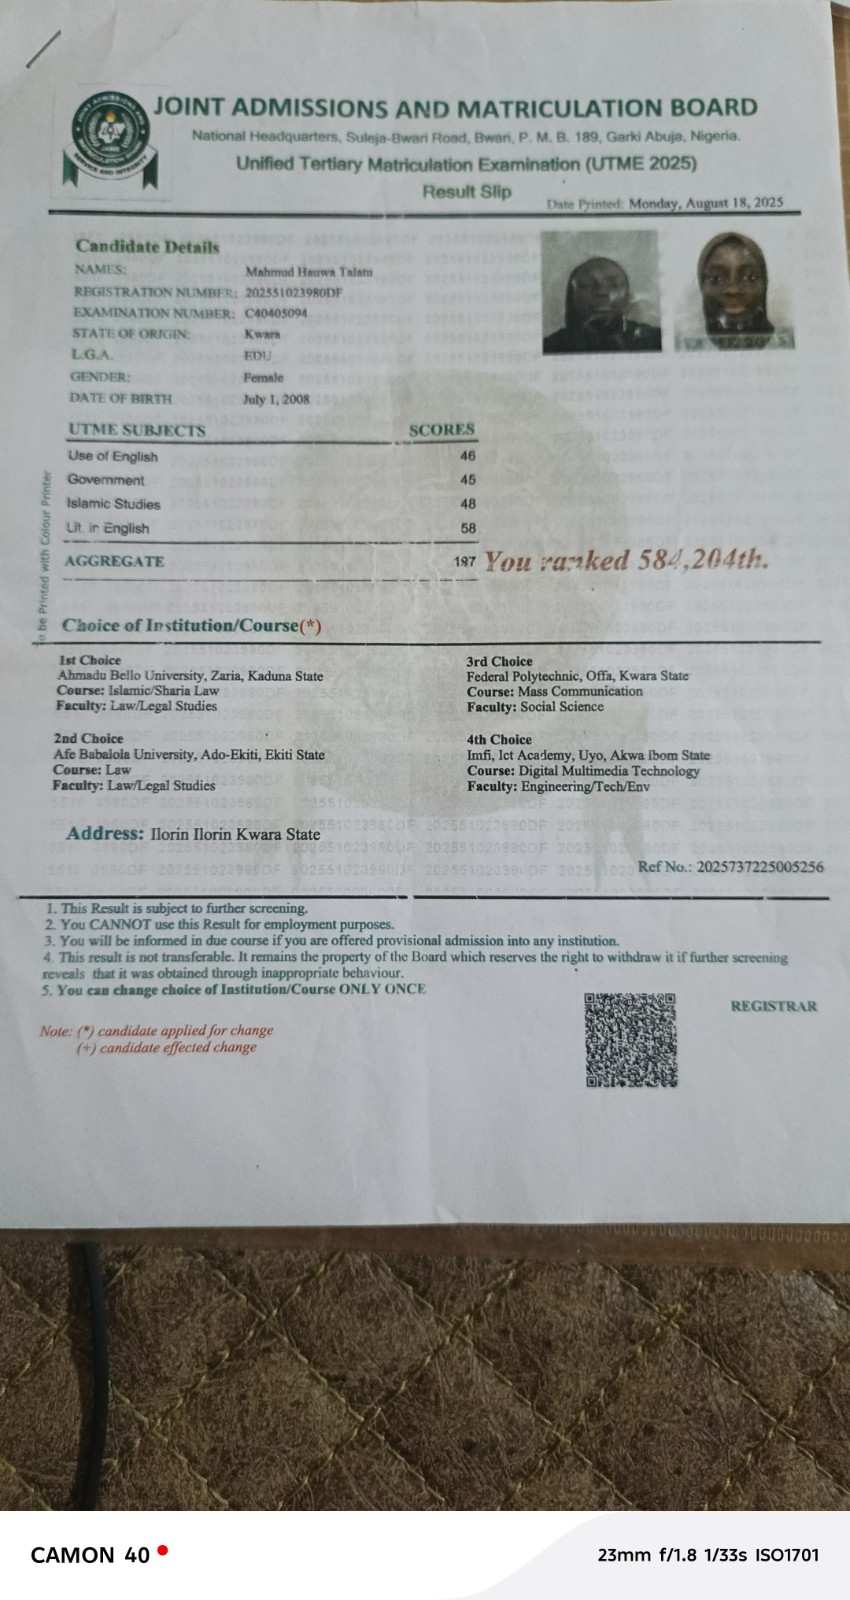 JOINT ADMISSIONS AND MATRICULATION BOARD
National Headquarters, Suleja-Bwari Road, Bwari, P. M. B. 189, Garki Abuja, Nigeria.
Unified Tertiary Matriculation Examination (UTME 2025)
Result Slip
Date Printed: Monday, August 18, 2025
Candidate Details
NAMES: Mahmud Hauwa Talatu
REGISTRATION NUMBER: 202551023980DF
EXAMINATION NUMBER: C40405094
STATE OF ORIGIN: Kwara
L.G.A. EDU
GENDER: Female
DATE OF BIRTH July 1, 2008
UTME SUBJECTS SCORES
Use of English 46
Government 45
Islamic Studies 48
Lit. in English 58
AGGREGATE 197 You ranked 584,204th.
To be Printed with Colour Printer
Choice of Institution/Course(*)
1st Choice
Ahmadu Bello University, Zaria, Kaduna State
Course: Islamic/Sharia Law
Faculty: Law/Legal Studies
2nd Choice
Afe Babalola University, Ado-Ekiti, Ekiti State
Course: Law
Faculty: Law/Legal Studies
3rd Choice
Federal Polytechnic, Offa, Kwara State
Course: Mass Communication
Faculty: Social Science
4th Choice
Imfi, Ict Academy, Uyo, Akwa Ibom State
Course: Digital Multimedia Technology
Faculty: Engineering/Tech/Env
Address: Ilorin Ilorin Kwara State
Ref No.: 2025737225005256
1. This Result is subject to further screening.
2. You CANNOT use this Result for employment purposes.
3. You will be informed in due course if you are offered provisional admission into any institution.
4. This result is not transferable. It remains the property of the Board which reserves the right to withdraw it if further screening
reveals that it was obtained through inappropriate behaviour.
5. You can change choice of Institution/Course ONLY ONCE
REGISTRAR
Note: (*) candidate applied for change
(+) candidate effected change
CAMON 40
23mm f/1.8 1/33s ISO1701